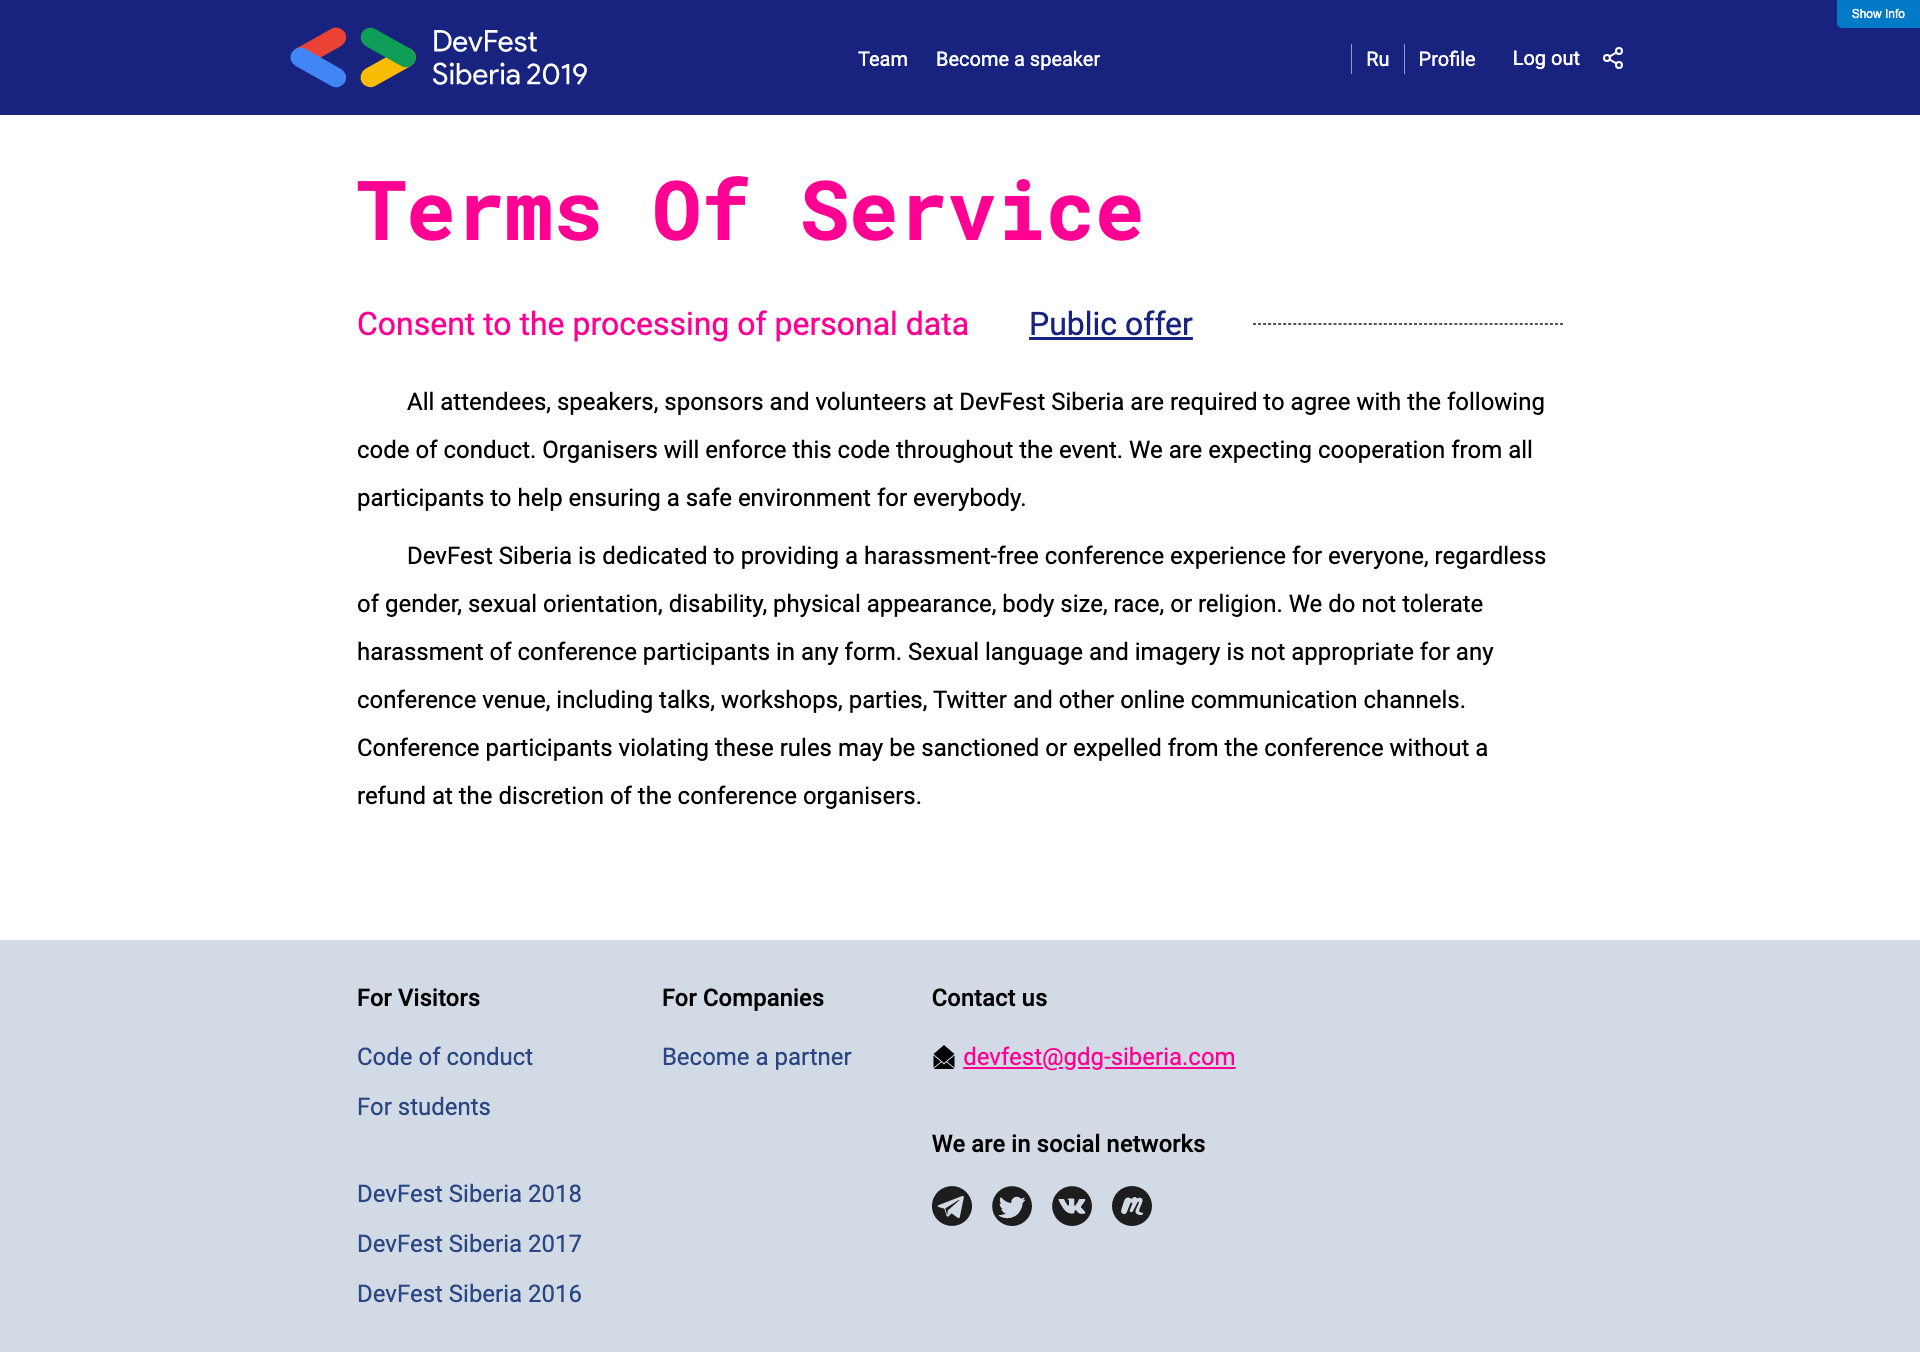 Show Info
DevFest
Siberia 2019
Team
Become a speaker
Ru
Profile
Log out
Terms Of Service
Consent to the processing of personal data
Public offer
All attendees, speakers, sponsors and volunteers at DevFest Siberia are required to agree with the following
code of conduct. Organisers will enforce this code throughout the event. We are expecting cooperation from all
participants to help ensuring a safe environment for everybody.
DevFest Siberia is dedicated to providing a harassment-free conference experience for everyone, regardless
of gender, sexual orientation, disability, physical appearance, body size, race, or religion. We do not tolerate
harassment of conference participants in any form. Sexual language and imagery is not appropriate for any
conference venue, including talks, workshops, parties, Twitter and other online communication channels.
Conference participants violating these rules may be sanctioned or expelled from the conference without a
refund at the discretion of the conference organisers.
For Visitors
Code of conduct
For students
DevFest Siberia 2018
DevFest Siberia 2017
DevFest Siberia 2016
For Companies
Become a partner
Contact us
devfest@gdg-siberia.com
We are in social networks